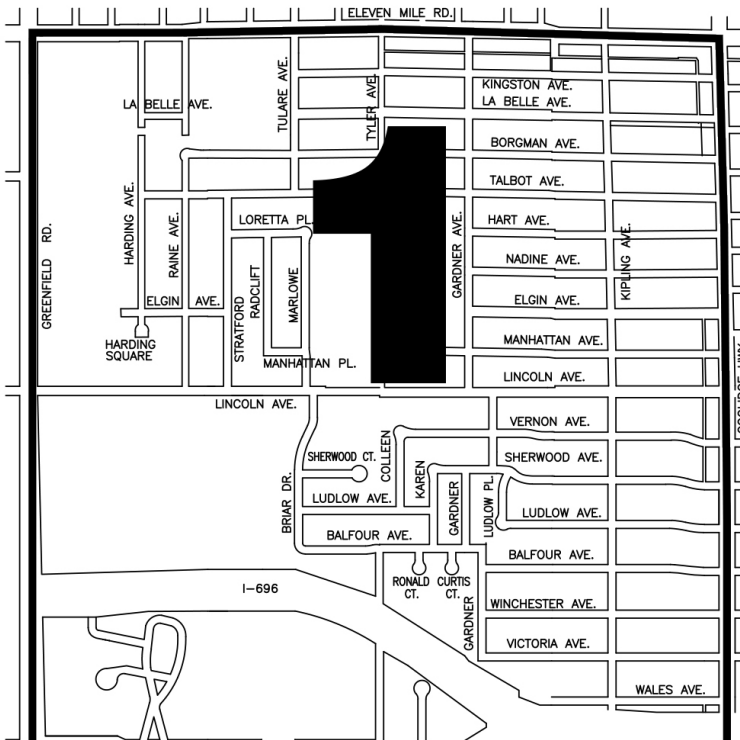 ELEVEN MILE RD.
KINGSTON AVE.
LA BELLE AVE.
LA BELLE AVE.
TULARE AVE.
TYLER AVE.
BORGMAN AVE.
TALBOT AVE.
1
HARDING AVE.
RAINE AVE.
LORETTA PL.
HART AVE.
GREENFIELD RD.
GARDNER AVE.
KIPLING AVE.
NADINE AVE.
STRATFORD
RADCLIFT
MARLOWE
ELGIN AVE.
ELGIN AVE.
HARDING
SQUARE
MANHATTAN AVE.
MANHATTAN PL.
LINCOLN AVE.
LINCOLN AVE.
VERNON AVE.
SHERWOOD CT.
COLLEEN
SHERWOOD AVE.
BRIAR DR.
KAREN
GARDNER
LUDLOW PL.
LUDLOW AVE.
LUDLOW AVE.
BALFOUR AVE.
BALFOUR AVE.
I-696
RONALD
CT.
CURTIS
CT.
GARDNER
WINCHESTER AVE.
VICTORIA AVE.
WALES AVE.